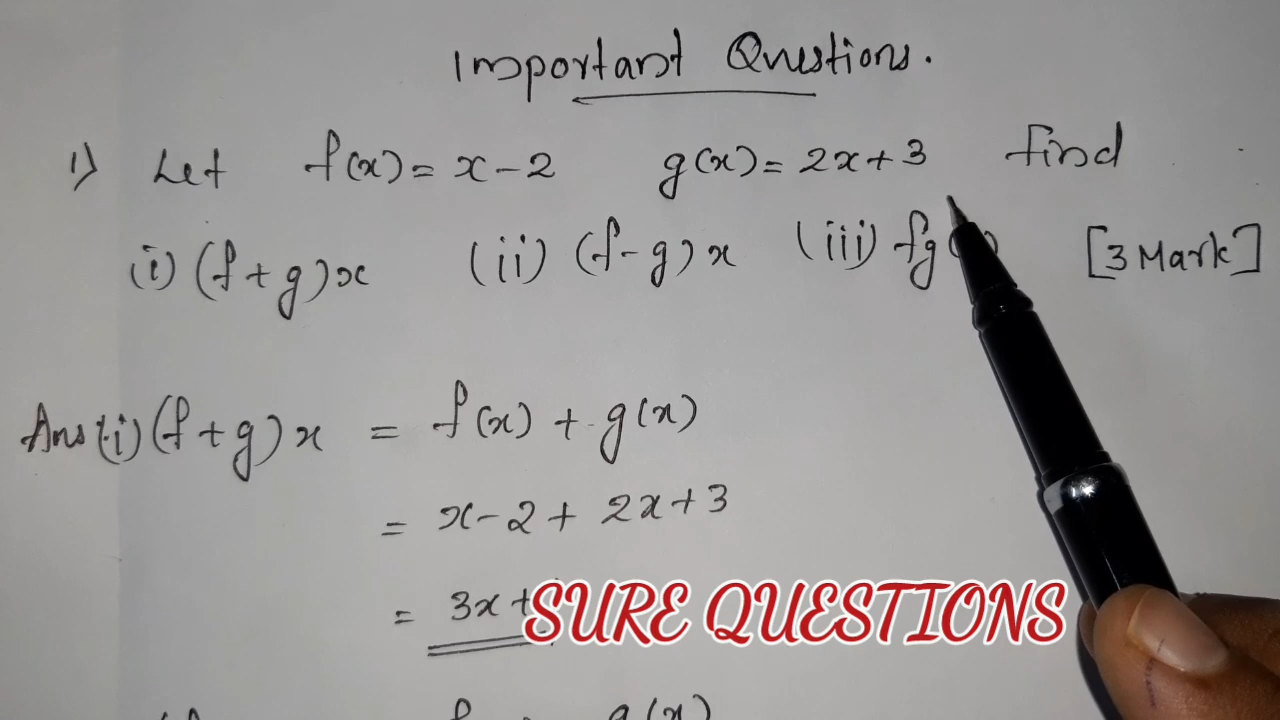 Important Questions.
1) Let f(x) = x - 2 g(x) = 2x + 3 find
(i) (f + g)x (ii) (f - g)x (iii) fg [3 Mark]
Ans (i) (f + g)x = f(x) + g(x)
= x - 2 + 2x + 3
= 3x +
SURE QUESTIONS
g(x)